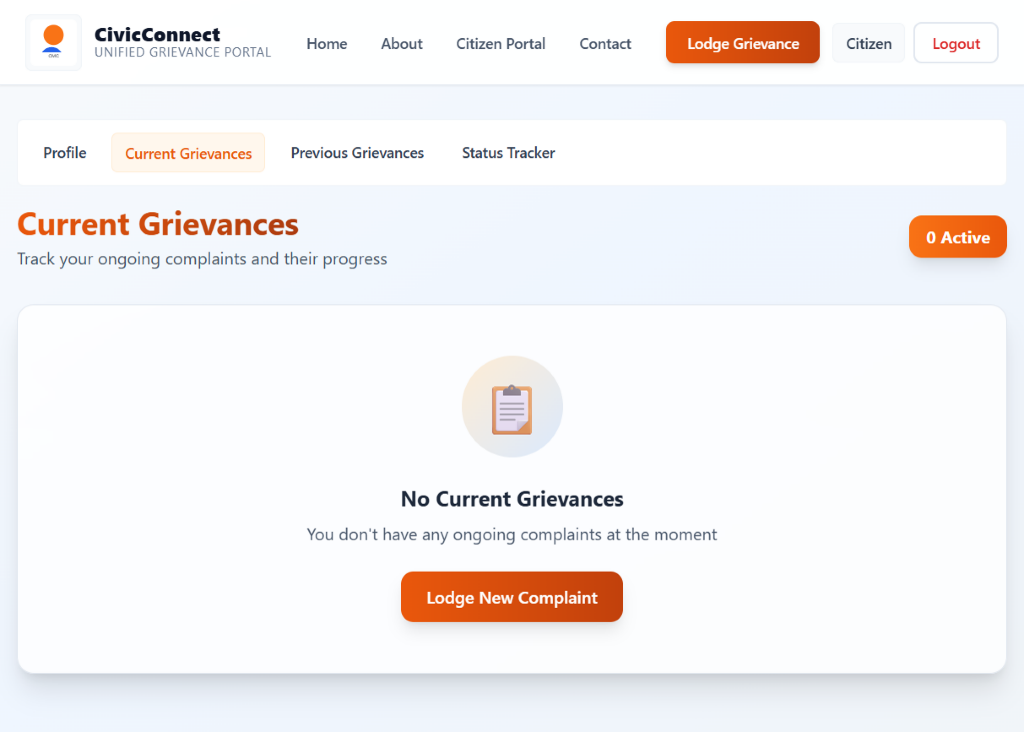 CivicConnect
UNIFIED GRIEVANCE PORTAL
Home
About
Citizen Portal
Contact
Lodge Grievance
Citizen
Logout
Profile
Current Grievances
Previous Grievances
Status Tracker
Current Grievances
Track your ongoing complaints and their progress
0 Active
No Current Grievances
You don't have any ongoing complaints at the moment
Lodge New Complaint